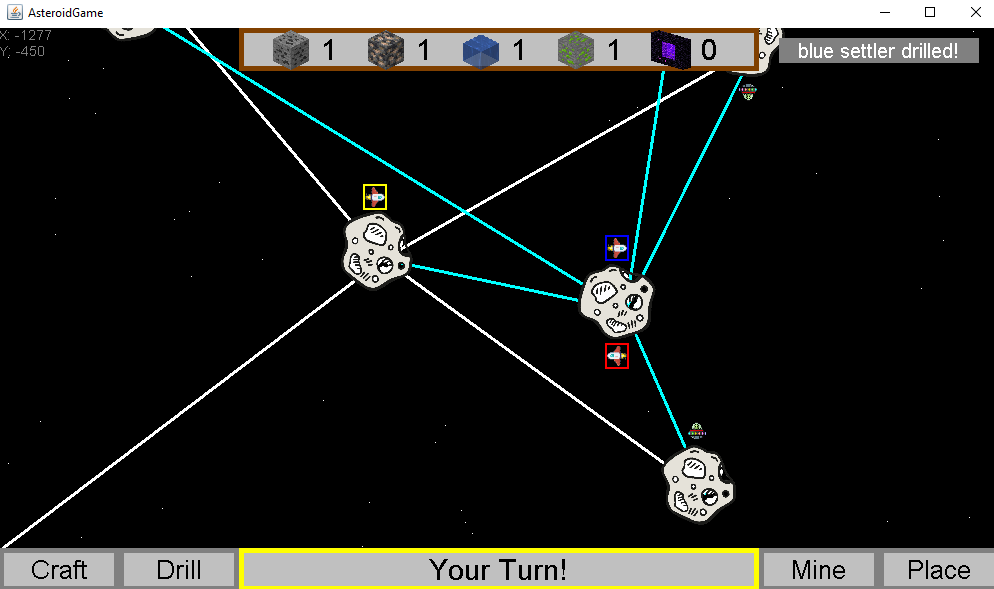 AsteroidGame
X: -1277
Y: -450
1 1 1 1 0
blue settler drilled!
Craft Drill Your Turn! Mine Place